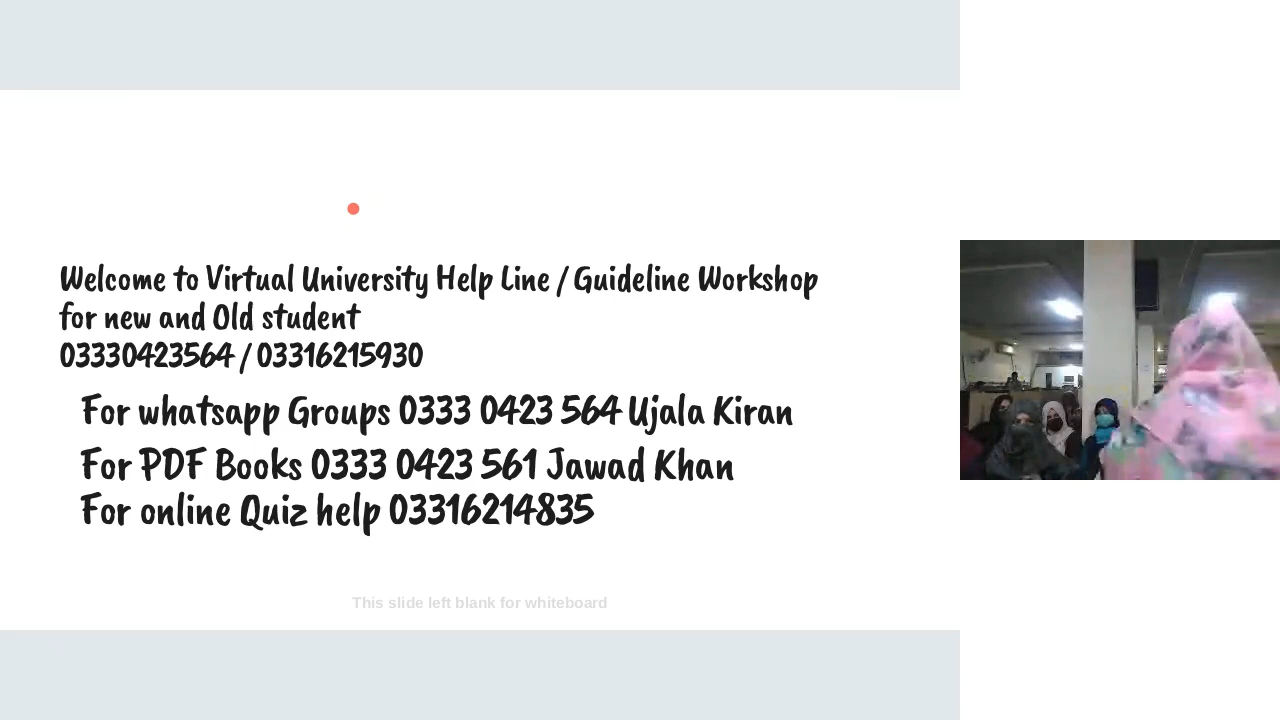 Welcome to Virtual University Help Line / Guideline Workshop
for new and Old student
03330423564 / 03316215930
For whatsapp Groups 0333 0423 564 Ujala Kiran
For PDF Books 0333 0423 561 Jawad Khan
For online Quiz help 03316214835
This slide left blank for whiteboard